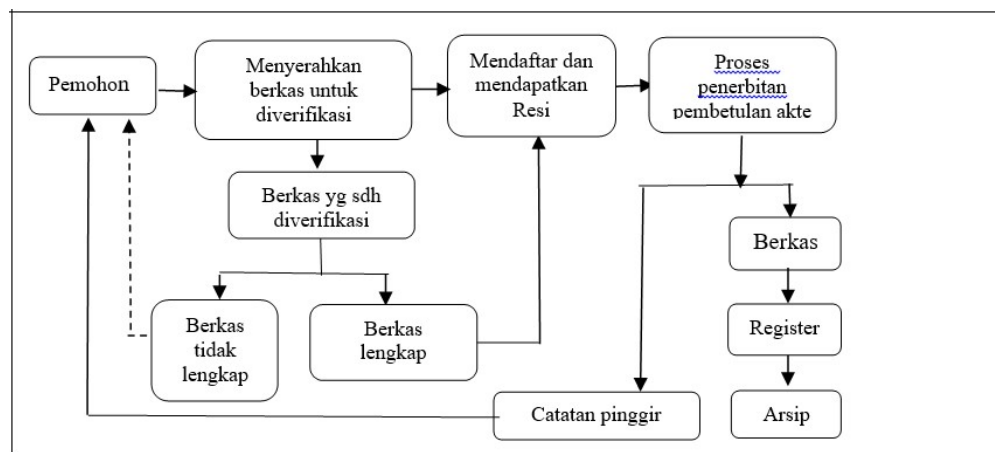 Pemohon
Menyerahkan
berkas untuk
diverifikasi
Mendaftar dan
mendapatkan
Resi
Proses
penerbitan
pembetulan akte
Berkas yg sdh
diverifikasi
Berkas
tidak
lengkap
Berkas
lengkap
Berkas
Register
Catatan pinggir
Arsip